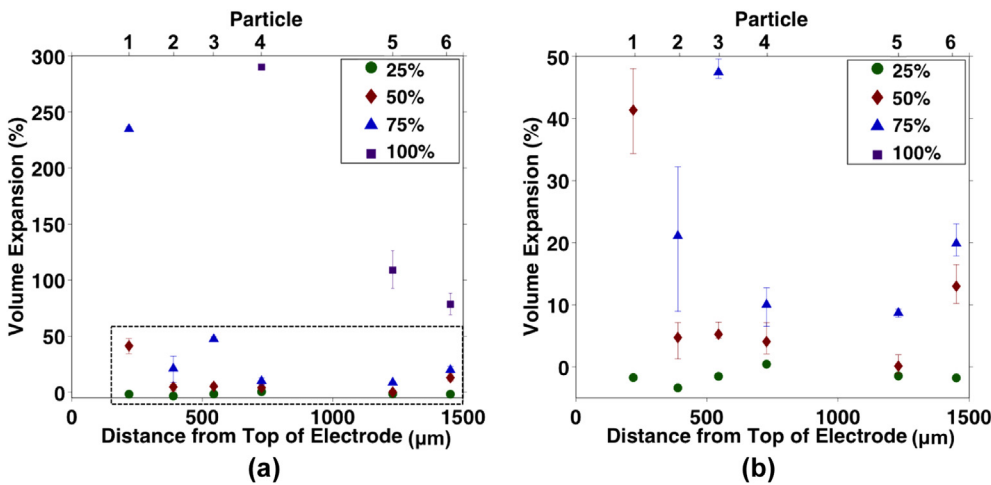 Particle
1 2 3 4 5 6
300
250
200
150
100
50
0
Volume Expansion (%)
25%
50%
75%
100%
0 500 1000 1500
Distance from Top of Electrode (μm)
(a)
Particle
1 2 3 4 5 6
50
40
30
20
10
0
Volume Expansion (%)
25%
50%
75%
100%
0 500 1000 1500
Distance from Top of Electrode (μm)
(b)